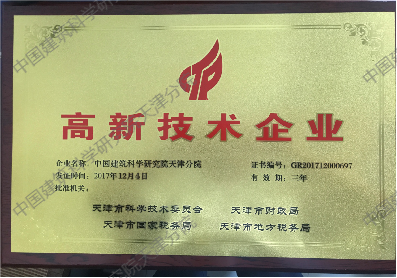 高新技术企业
企业名称：中国建筑科学研究院天津分院 证书编号：GR201712000697
发证时间：2017年12月4日 有效期：三年
批准机关：
天津市科学技术委员会 天津市财政局
天津市国家税务局 天津市地方税务局